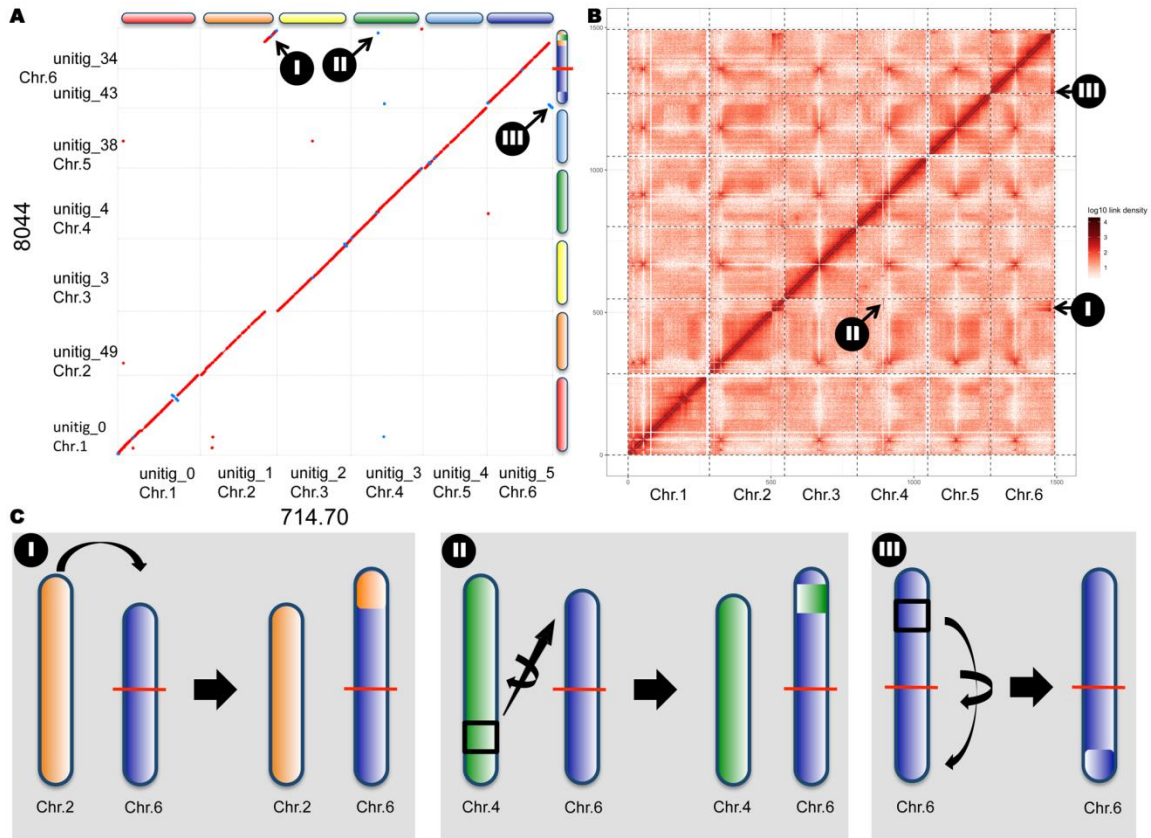 A
I
II
unitig_34
Chr.6
unitig_43
III
unitig_38
Chr.5
unitig_4
Chr.4
8044
unitig_3
Chr.3
unitig_49
Chr.2
unitig_0
Chr.1
unitig_0 unitig_1 unitig_2 unitig_3 unitig_4 unitig_5
Chr.1 Chr.2 Chr.3 Chr.4 Chr.5 Chr.6
714.70
B
1500
III
1000
log10 link density
4
3
2
1
500
I
II
0
0 500 1000 1500
Chr.1 Chr.2 Chr.3 Chr.4 Chr.5 Chr.6
C
I
Chr.2 Chr.6 Chr.2 Chr.6
II
Chr.4 Chr.6 Chr.4 Chr.6
III
Chr.6 Chr.6